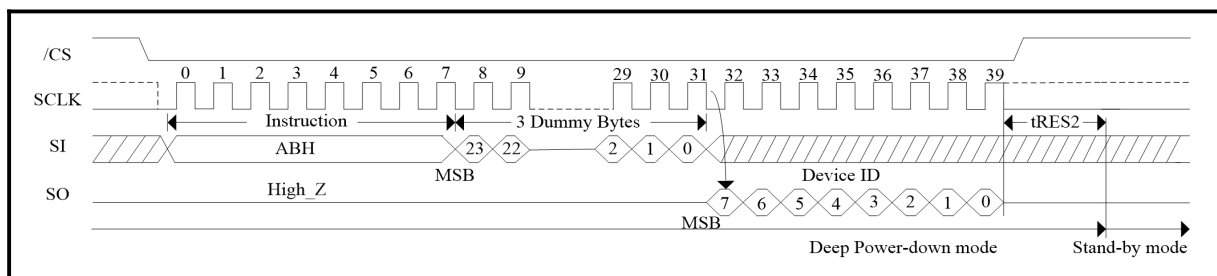 /CS
0 1 2 3 4 5 6 7 8 9 29 30 31 32 33 34 35 36 37 38 39
SCLK
Instruction 3 Dummy Bytes tRES2
SI ABH 23 22 2 1 0
MSB Device ID
SO High_Z 7 6 5 4 3 2 1 0
MSB
Deep Power-down mode Stand-by mode